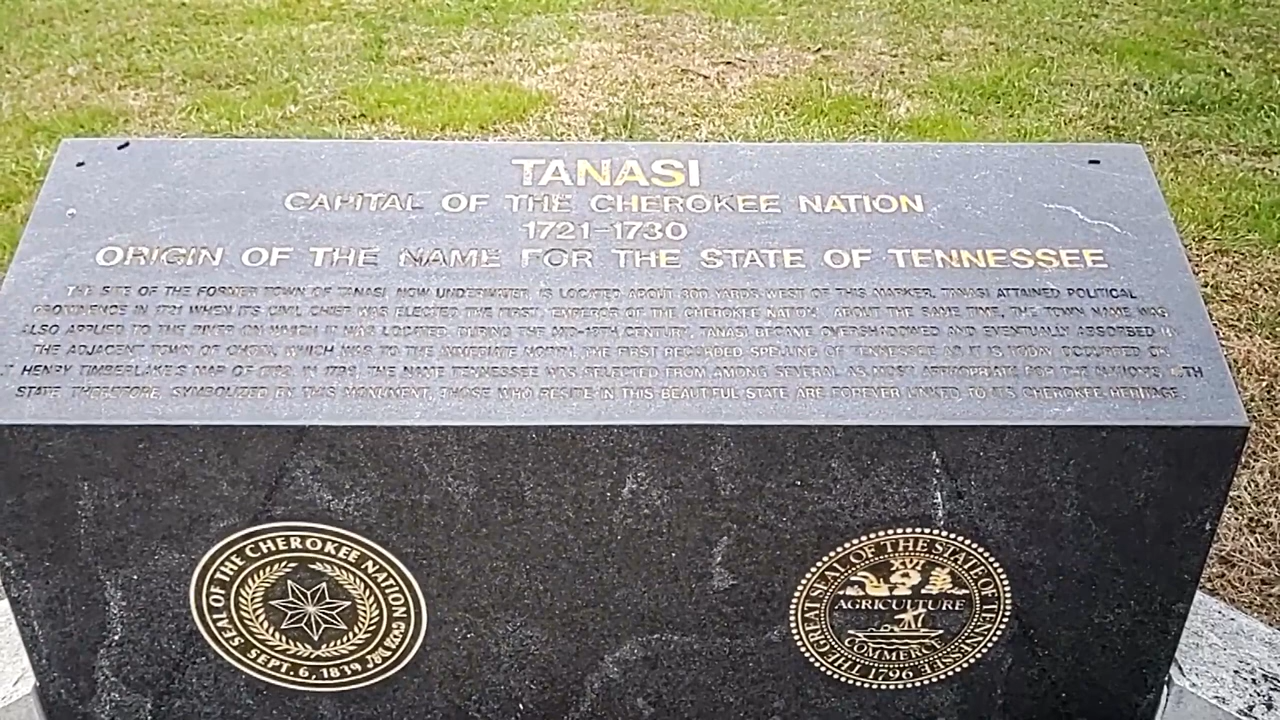 TANASI
CAPITAL OF THE CHEROKEE NATION
1721-1730
ORIGIN OF THE NAME FOR THE STATE OF TENNESSEE
THE SITE OF THE FORMER TOWN OF TANASI, NOW UNDERWATER, IS LOCATED ABOUT 300 YARDS WEST OF THIS MARKER. TANASI ATTAINED POLITICAL
PROMINENCE IN 1721 WHEN ITS CIVIL CHIEF WAS ELECTED THE FIRST "EMPEROR OF THE CHEROKEE NATION". ABOUT THE SAME TIME, THE TOWN NAME WAS
ALSO APPLIED TO THE RIVER ON WHICH IT WAS LOCATED. DURING THE MID-18TH CENTURY, TANASI BECAME OVERSHADOWED AND EVENTUALLY ABSORBED
THE ADJACENT TOWN OF CHOTA, WHICH WAS TO THE IMMEDIATE NORTH. THE FIRST RECORDED SPELLING OF TENNESSEE AS IT IS TODAY OCCURRED ON
HENRY TIMBERLAKE'S MAP OF 1762. IN 1796, THE NAME TENNESSEE WAS SELECTED FROM AMONG SEVERAL AS MOST APPROPRIATE FOR THE NATION'S 16TH
STATE. THEREFORE, SYMBOLIZED BY THIS MONUMENT, THOSE WHO RESIDE IN THIS BEAUTIFUL STATE ARE FOREVER LINKED TO ITS CHEROKEE HERITAGE.
SEAL OF THE CHEROKEE NATION
SEPT. 6, 1839
THE GREAT SEAL OF THE STATE OF TENNESSEE
XVI
AGRICULTURE
COMMERCE
1796